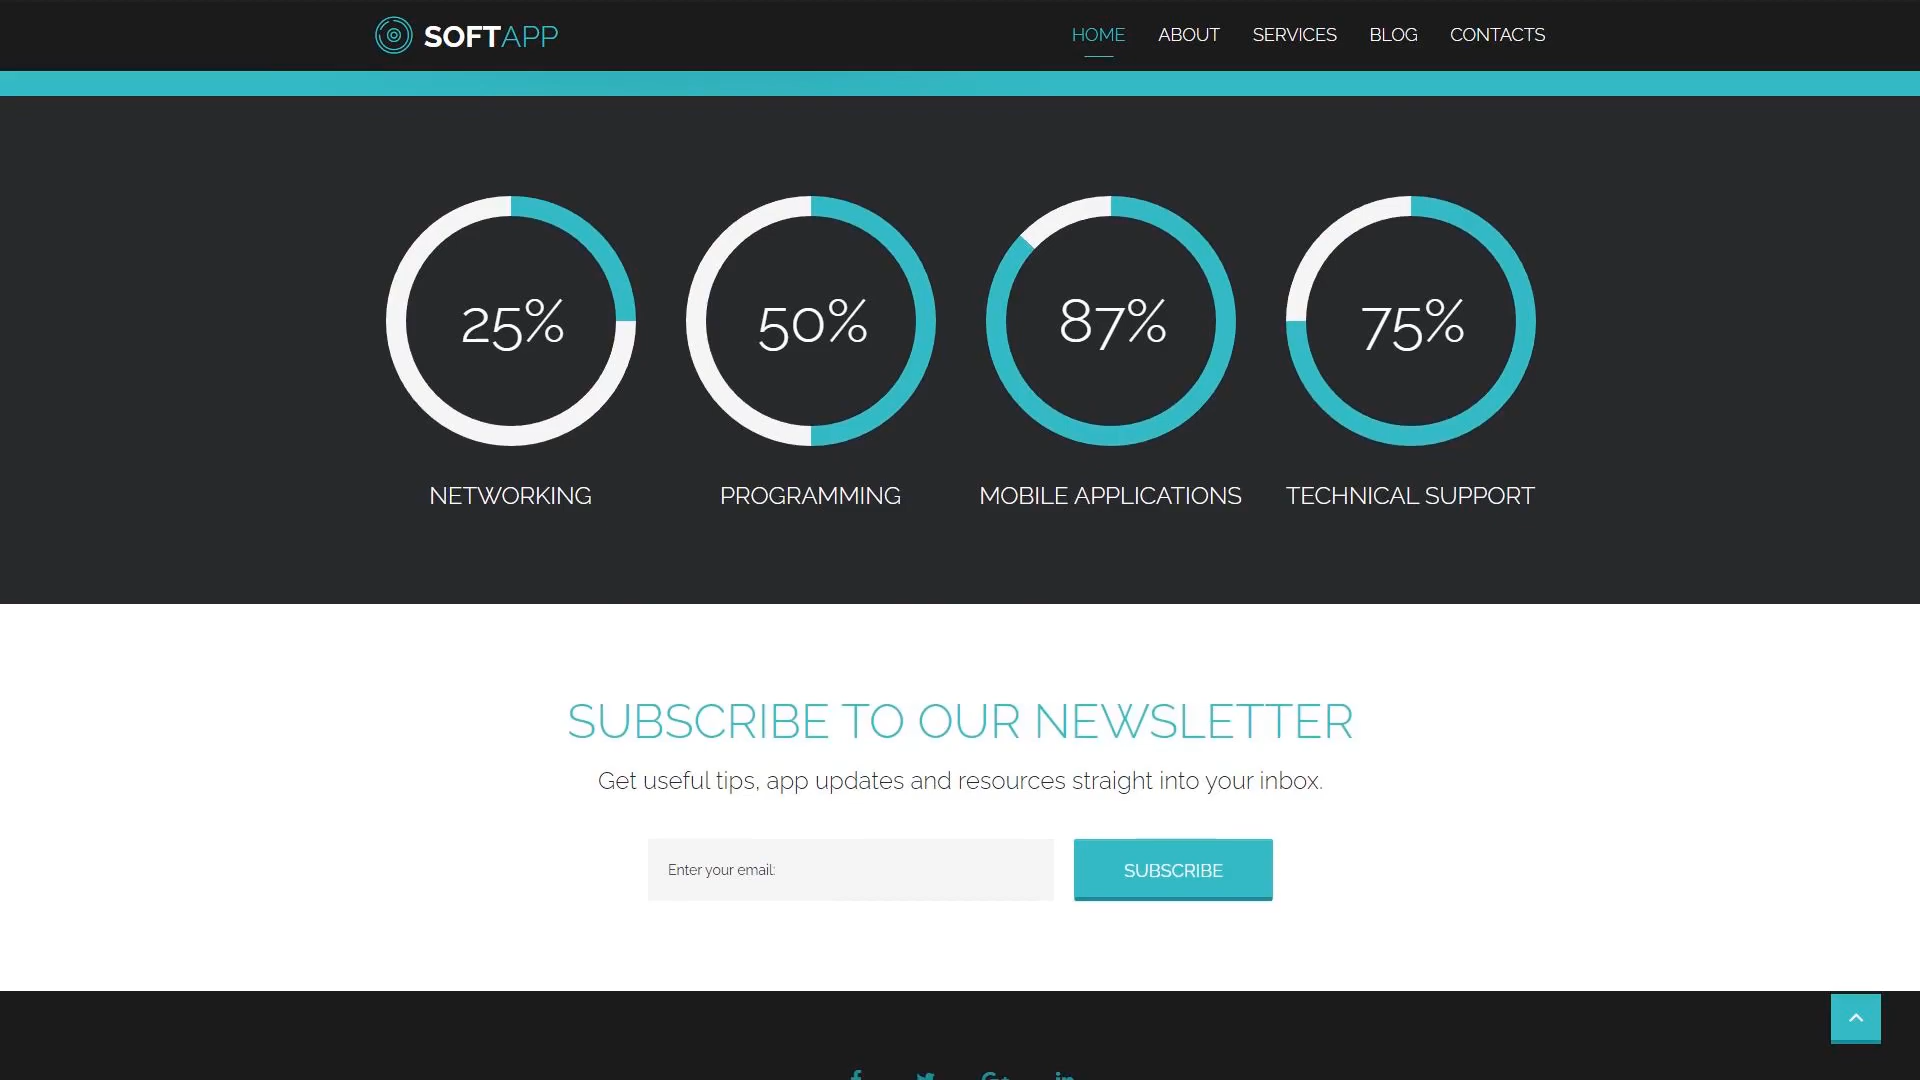 SOFTAPP
HOME ABOUT SERVICES BLOG CONTACTS
25% 50% 87% 75%
NETWORKING PROGRAMMING MOBILE APPLICATIONS TECHNICAL SUPPORT
SUBSCRIBE TO OUR NEWSLETTER
Get useful tips, app updates and resources straight into your inbox.
Enter your email: SUBSCRIBE